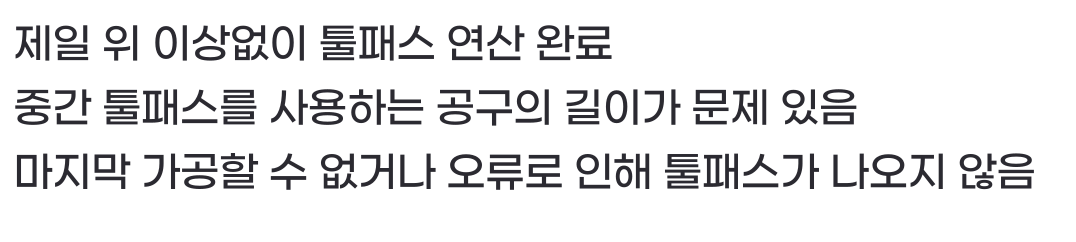 제일 위 이상없이 툴패스 연산 완료
중간 툴패스를 사용하는 공구의 길이가 문제 있음
마지막 가공할 수 없거나 오류로 인해 툴패스가 나오지 않음